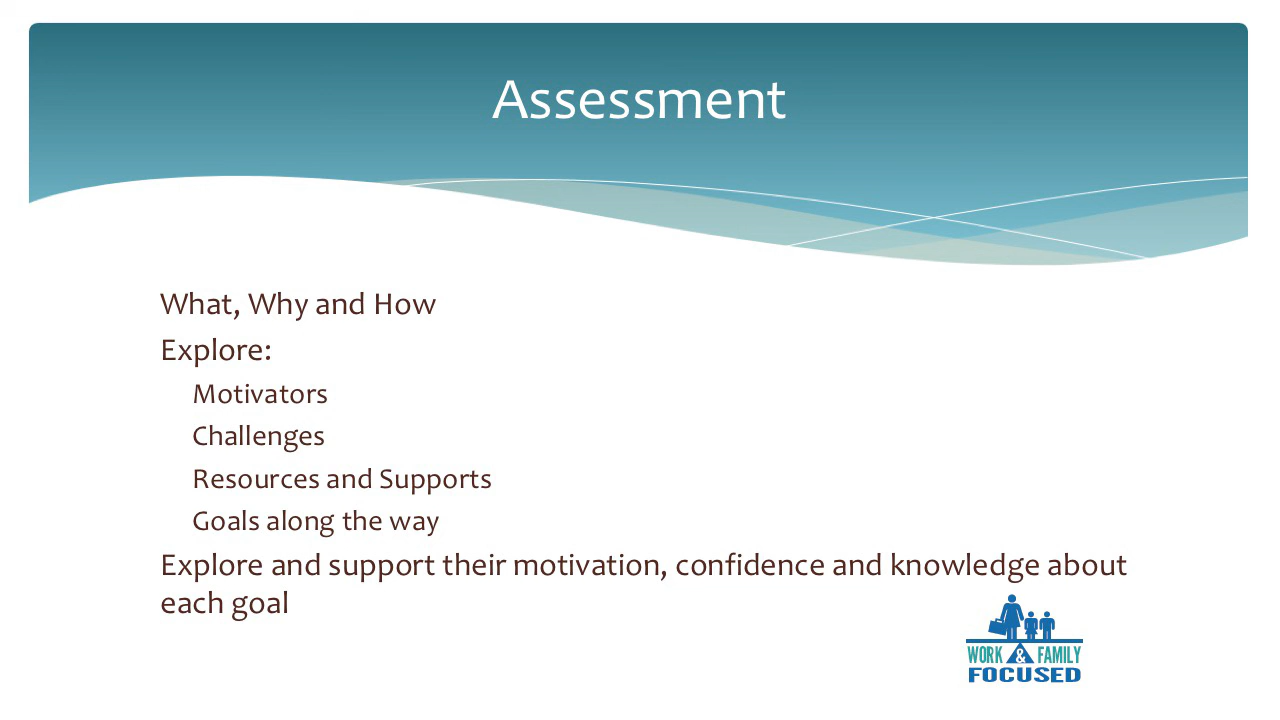 Assessment
What, Why and How
Explore:
Motivators
Challenges
Resources and Supports
Goals along the way
Explore and support their motivation, confidence and knowledge about
each goal
WORK & FAMILY
FOCUSED